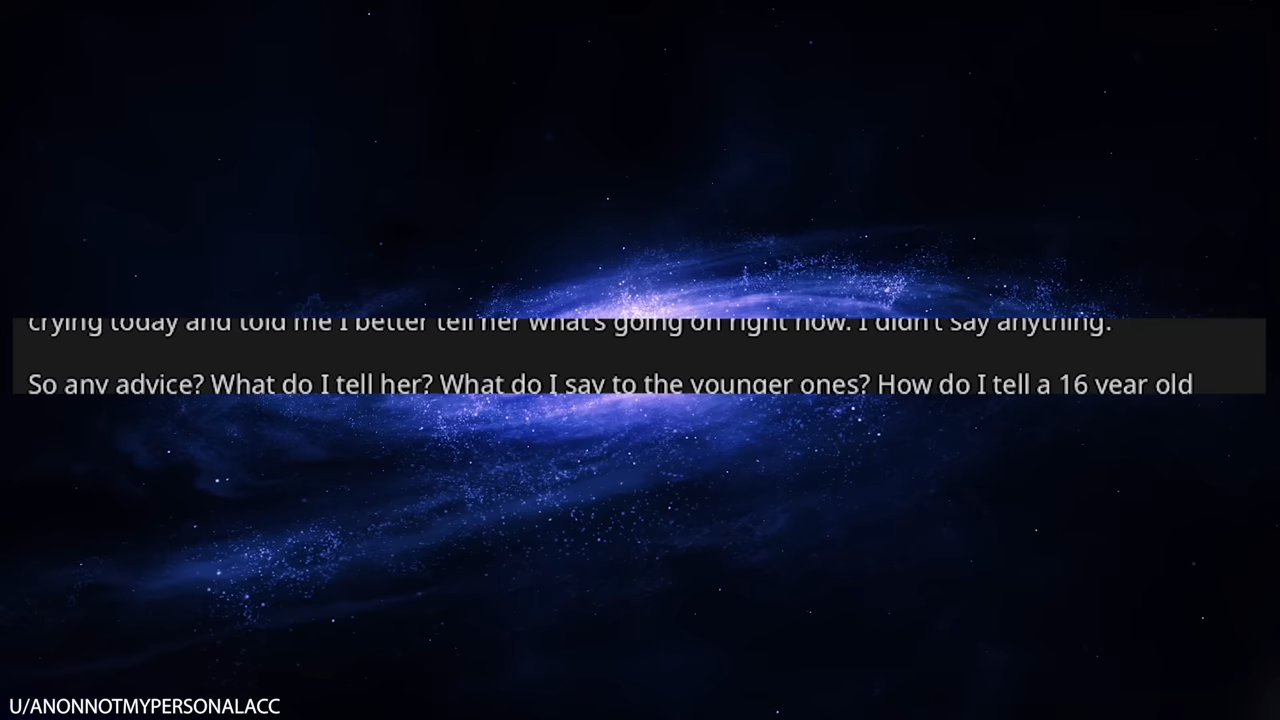 crying today and told me I better tell her what's going on right now. I didn't say anything.
So any advice? What do I tell her? What do I say to the younger ones? How do I tell a 16 year old
U/ANONNOTMYPERSONALACC